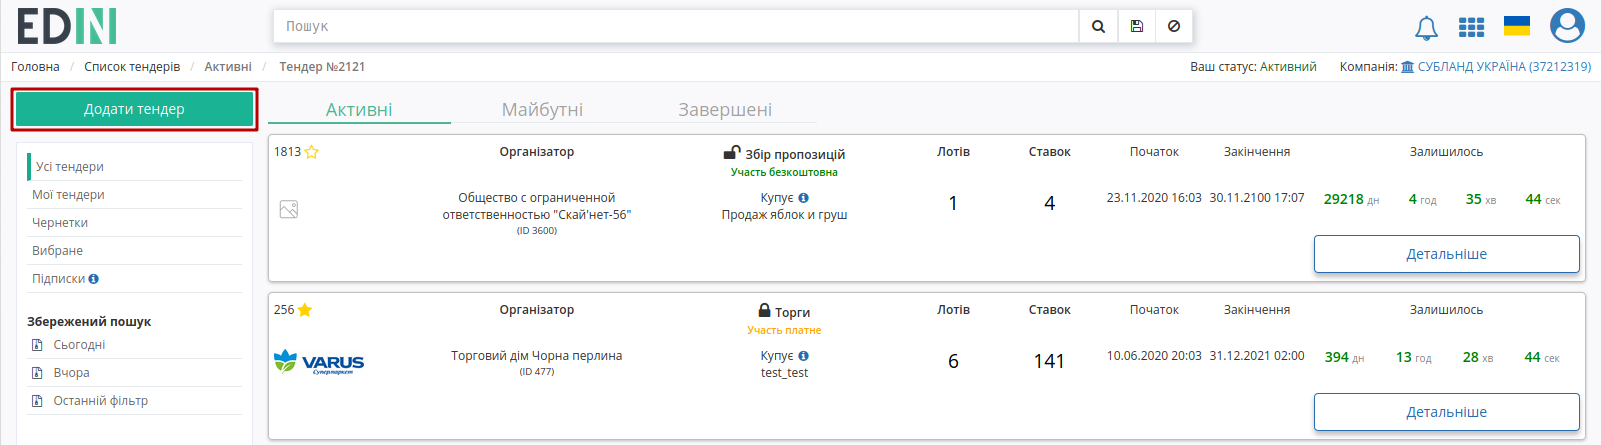 EDIN
Пошук
Головна / Список тендерів / Активні / Тендер №2121
Ваш статус: Активний Компанія: СУБЛАНД УКРАЇНА (37212319)
Додати тендер
Усі тендери
Мої тендери
Чернетки
Вибране
Підписки
Збережений пошук
Сьогодні
Вчора
Останній фільтр
Активні Майбутні Завершені
1813 Організатор Збір пропозицій Лотів Ставок Початок Закінчення Залишилось
Участь безкоштовна
Общество с ограниченной Купує 1 4 23.11.2020 16:03 30.11.2100 17:07 29218 дн 4 год 35 хв 44 сек
ответственностью "Скай'нет-56" Продаж яблок и груш
(ID 3600)
Детальніше
256 Організатор Торги Лотів Ставок Початок Закінчення Залишилось
Участь платне
VARUS Торговий дім Чорна перлина Купує 6 141 10.06.2020 20:03 31.12.2021 02:00 394 дн 13 год 28 хв 44 сек
Супермаркет (ID 477) test_test
Детальніше